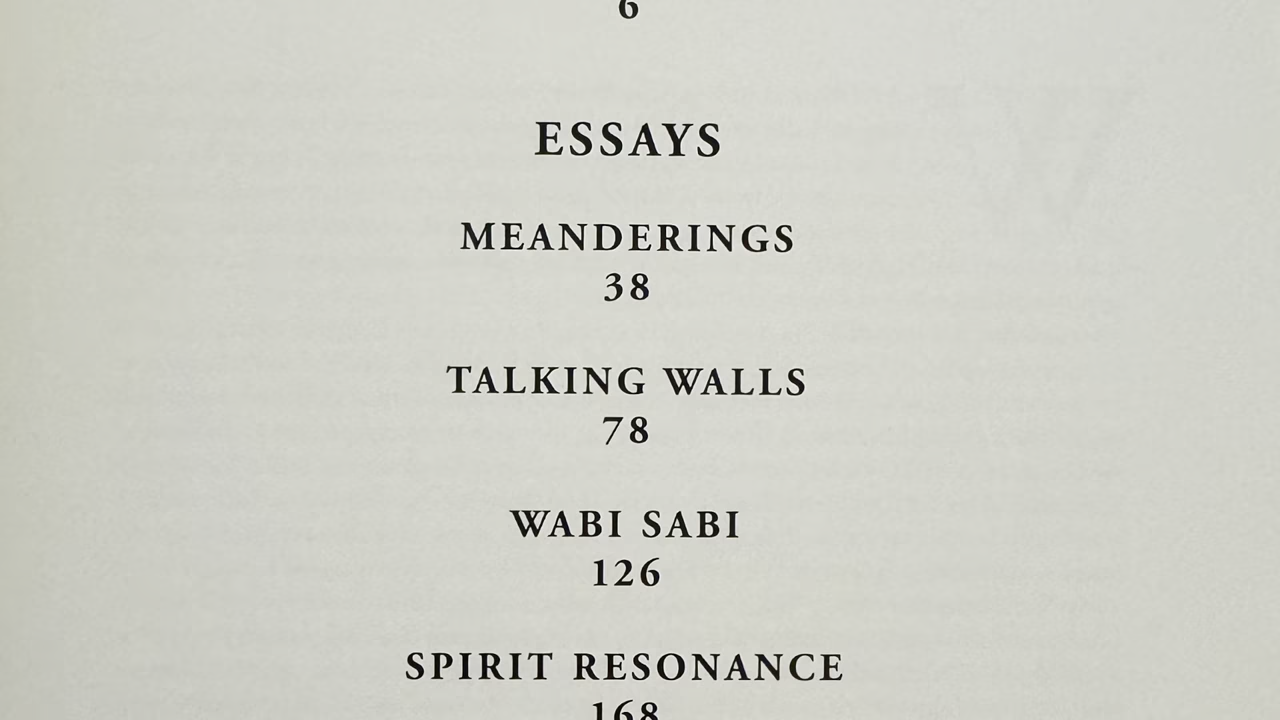 6
ESSAYS
MEANDERINGS
38
TALKING WALLS
78
WABI SABI
126
SPIRIT RESONANCE
168